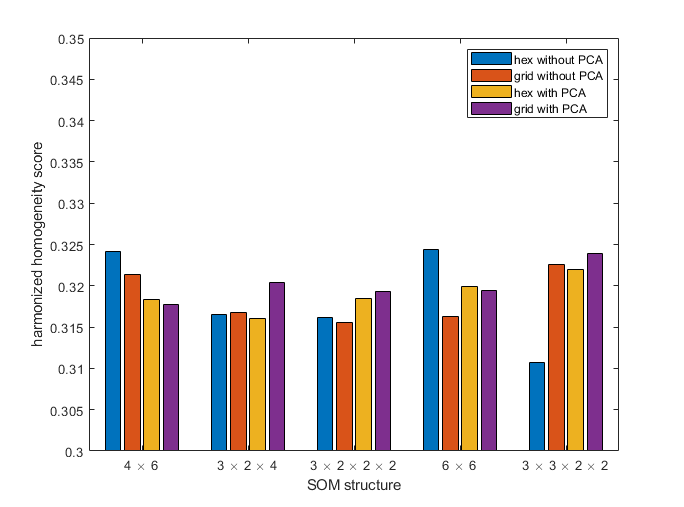 hex without PCA
grid without PCA
hex with PCA
grid with PCA
0.35
0.345
0.34
0.335
0.33
0.325
0.32
0.315
0.31
0.305
0.3
harmonized homogeneity score
4 × 6
3 × 2 × 4
3 × 2 × 2 × 2
6 × 6
3 × 3 × 2 × 2
SOM structure